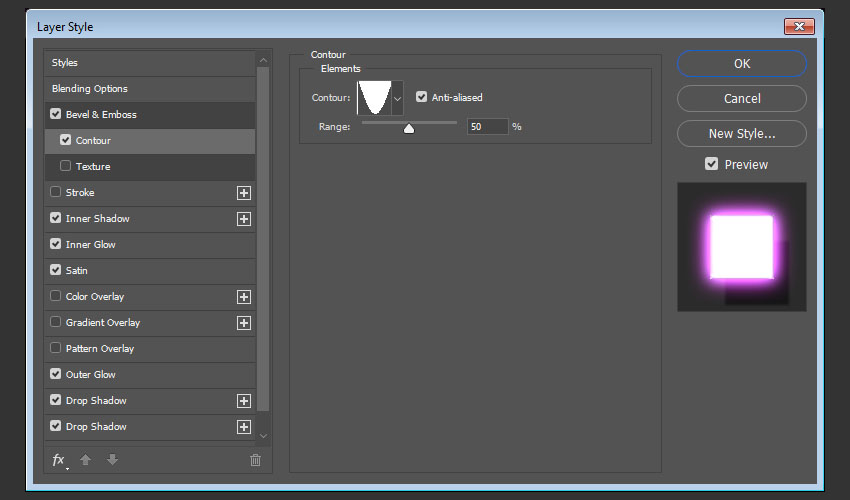 Layer Style
Styles
Blending Options
Bevel & Emboss
Contour
Texture
Stroke
Inner Shadow
Inner Glow
Satin
Color Overlay
Gradient Overlay
Pattern Overlay
Outer Glow
Drop Shadow
Drop Shadow
fx
Contour
Elements
Contour:
Anti-aliased
Range:
50 %
OK
Cancel
New Style...
Preview